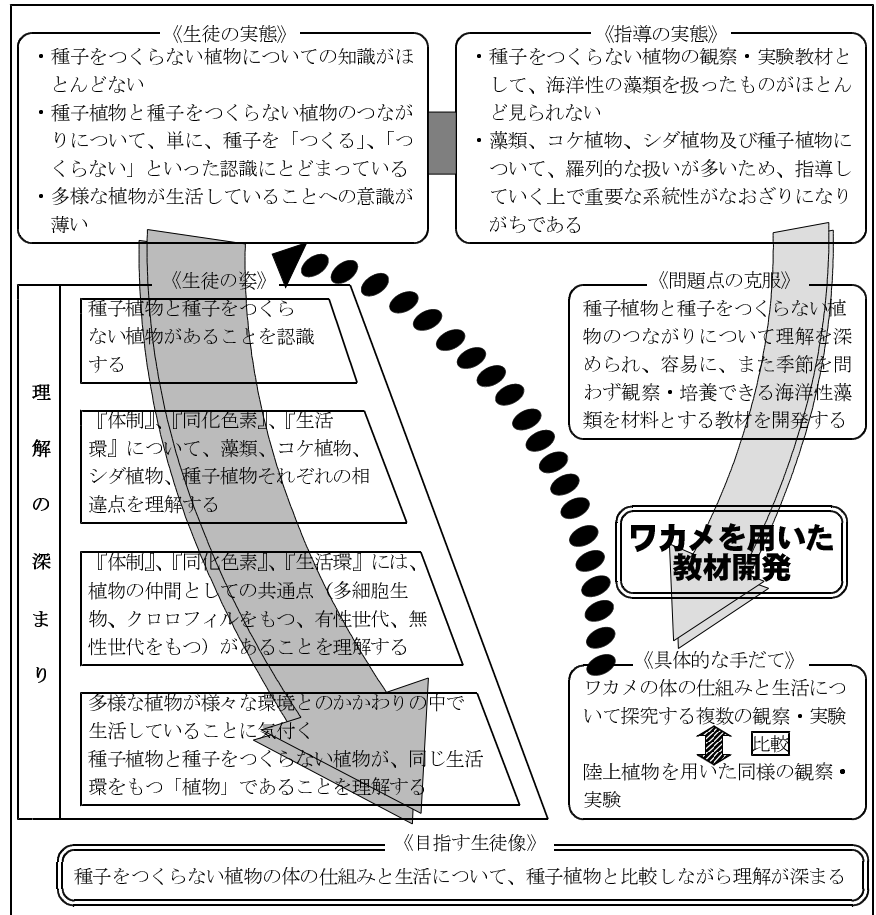 《生徒の実態》
・種子をつくらない植物についての知識がほ
とんどない
・種子植物と種子をつくらない植物のつなが
りについて、単に、種子を「つくる」、「つ
くらない」といった認識にとどまっている
・多様な植物が生活していることへの意識が
薄い
《指導の実態》
・種子をつくらない植物の観察・実験教材と
して、海洋性の藻類を扱ったものがほとん
ど見られない
・藻類、コケ植物、シダ植物及び種子植物に
ついて、羅列的な扱いが多いため、指導し
ていく上で重要な系統性がなおざりになり
がちである
理解の深まり
《生徒の姿》
種子植物と種子をつくら
ない植物があることを認識
する
『体制』、『同化色素』、『生活
環』について、藻類、コケ植物、
シダ植物、種子植物それぞれの相
違点を理解する
『体制』、『同化色素』、『生活環』には、
植物の仲間としての共通点（多細胞生
物、クロロフィルをもつ、有性世代、無
性世代をもつ）があることを理解する
多様な植物が様々な環境とのかかわりの中で
生活していることに気付く
種子植物と種子をつくらない植物が、同じ生活
環をもつ「植物」であることを理解する
《問題点の克服》
種子植物と種子をつくらない植
物のつながりについて理解を深
められ、容易に、また季節を問
わず観察・培養できる海洋性藻
類を材料とする教材を開発する
ワカメを用いた
教材開発
《具体的な手だて》
ワカメの体の仕組みと生活につ
いて探究する複数の観察・実験
比較
陸上植物を用いた同様の観察・
実験
《目指す生徒像》
種子をつくらない植物の体の仕組みと生活について、種子植物と比較しながら理解が深まる